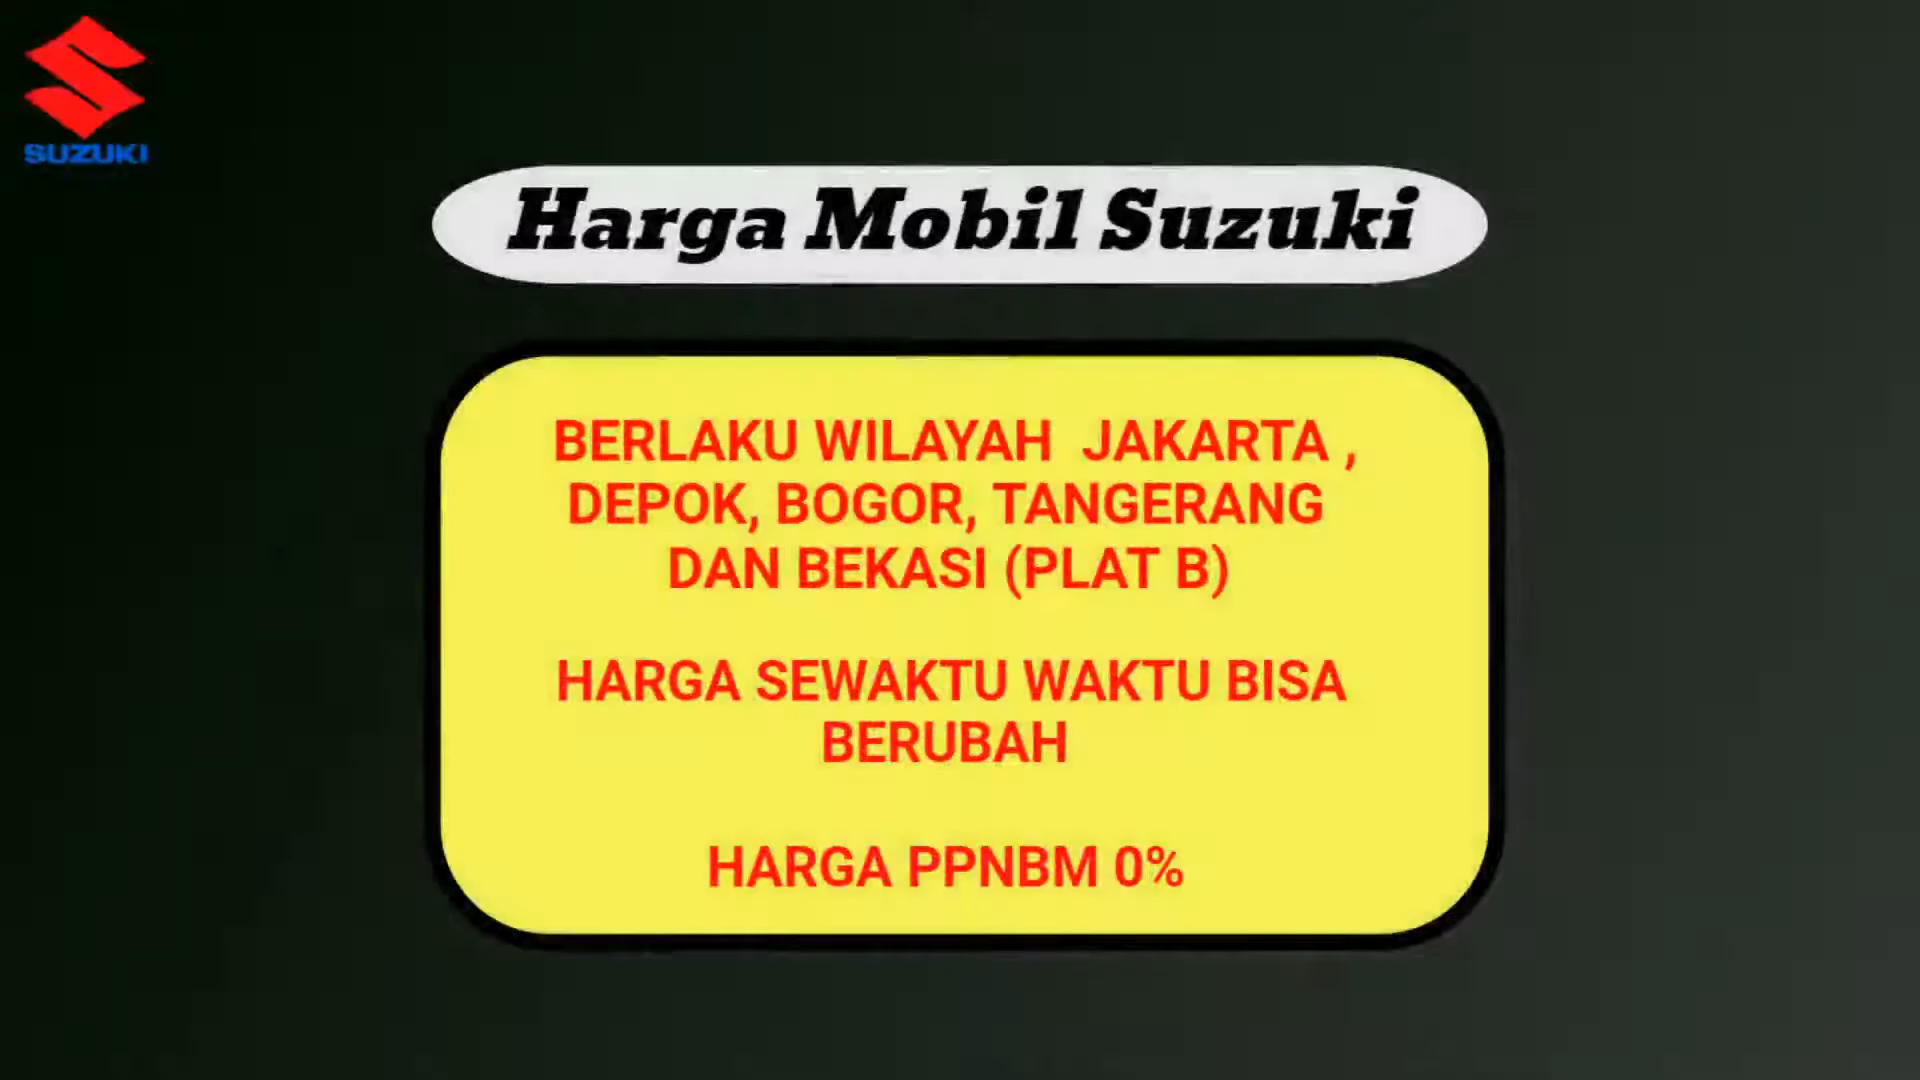 SUZUKI
Harga Mobil Suzuki
BERLAKU WILAYAH JAKARTA ,
DEPOK, BOGOR, TANGERANG
DAN BEKASI (PLAT B)
HARGA SEWAKTU WAKTU BISA
BERUBAH
HARGA PPNBM 0%